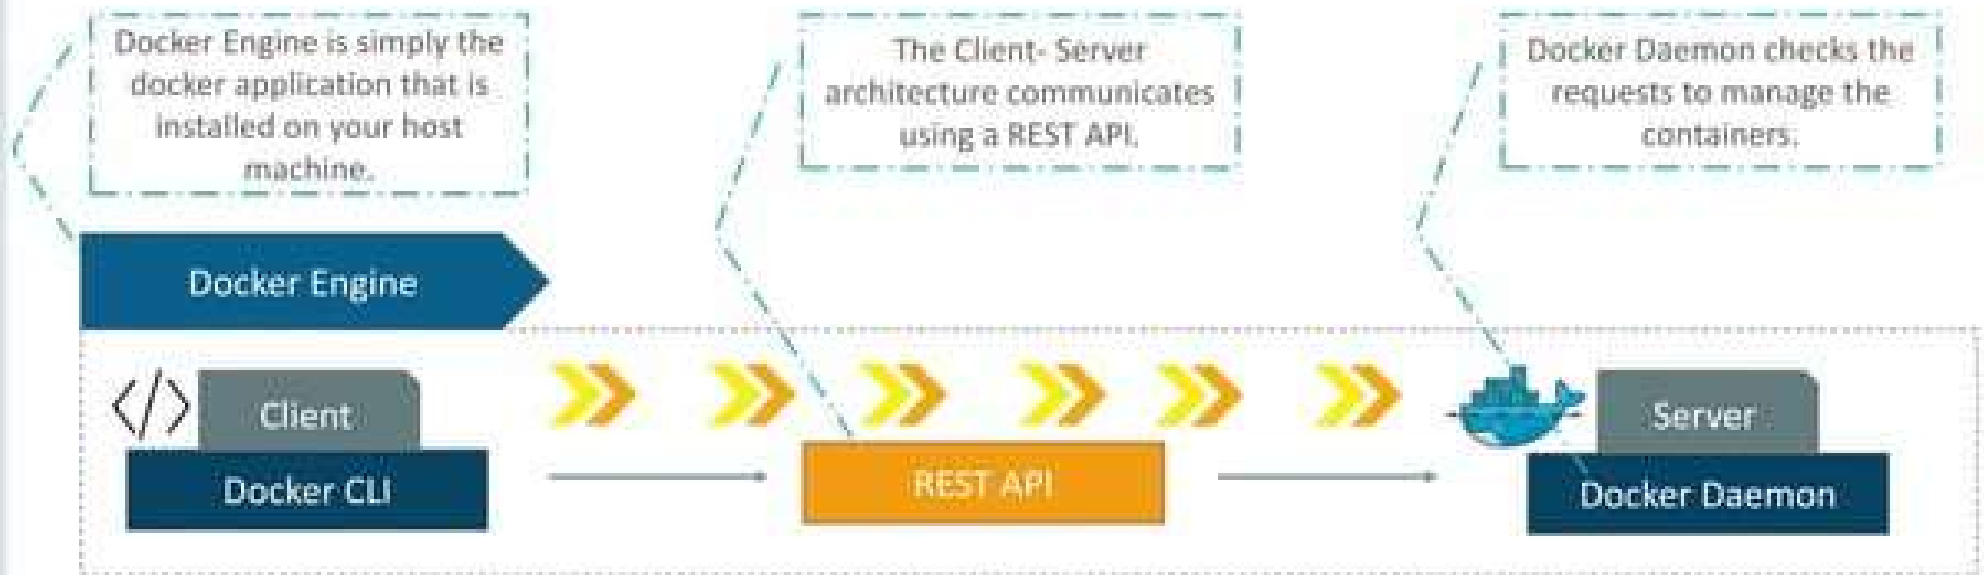 Docker Engine is simply the
docker application that is
installed on your host
machine.
The Client- Server
architecture communicates
using a REST API.
Docker Daemon checks the
requests to manage the
containers.
Docker Engine
</>
Client
Docker CLI
REST API
Server
Docker Daemon